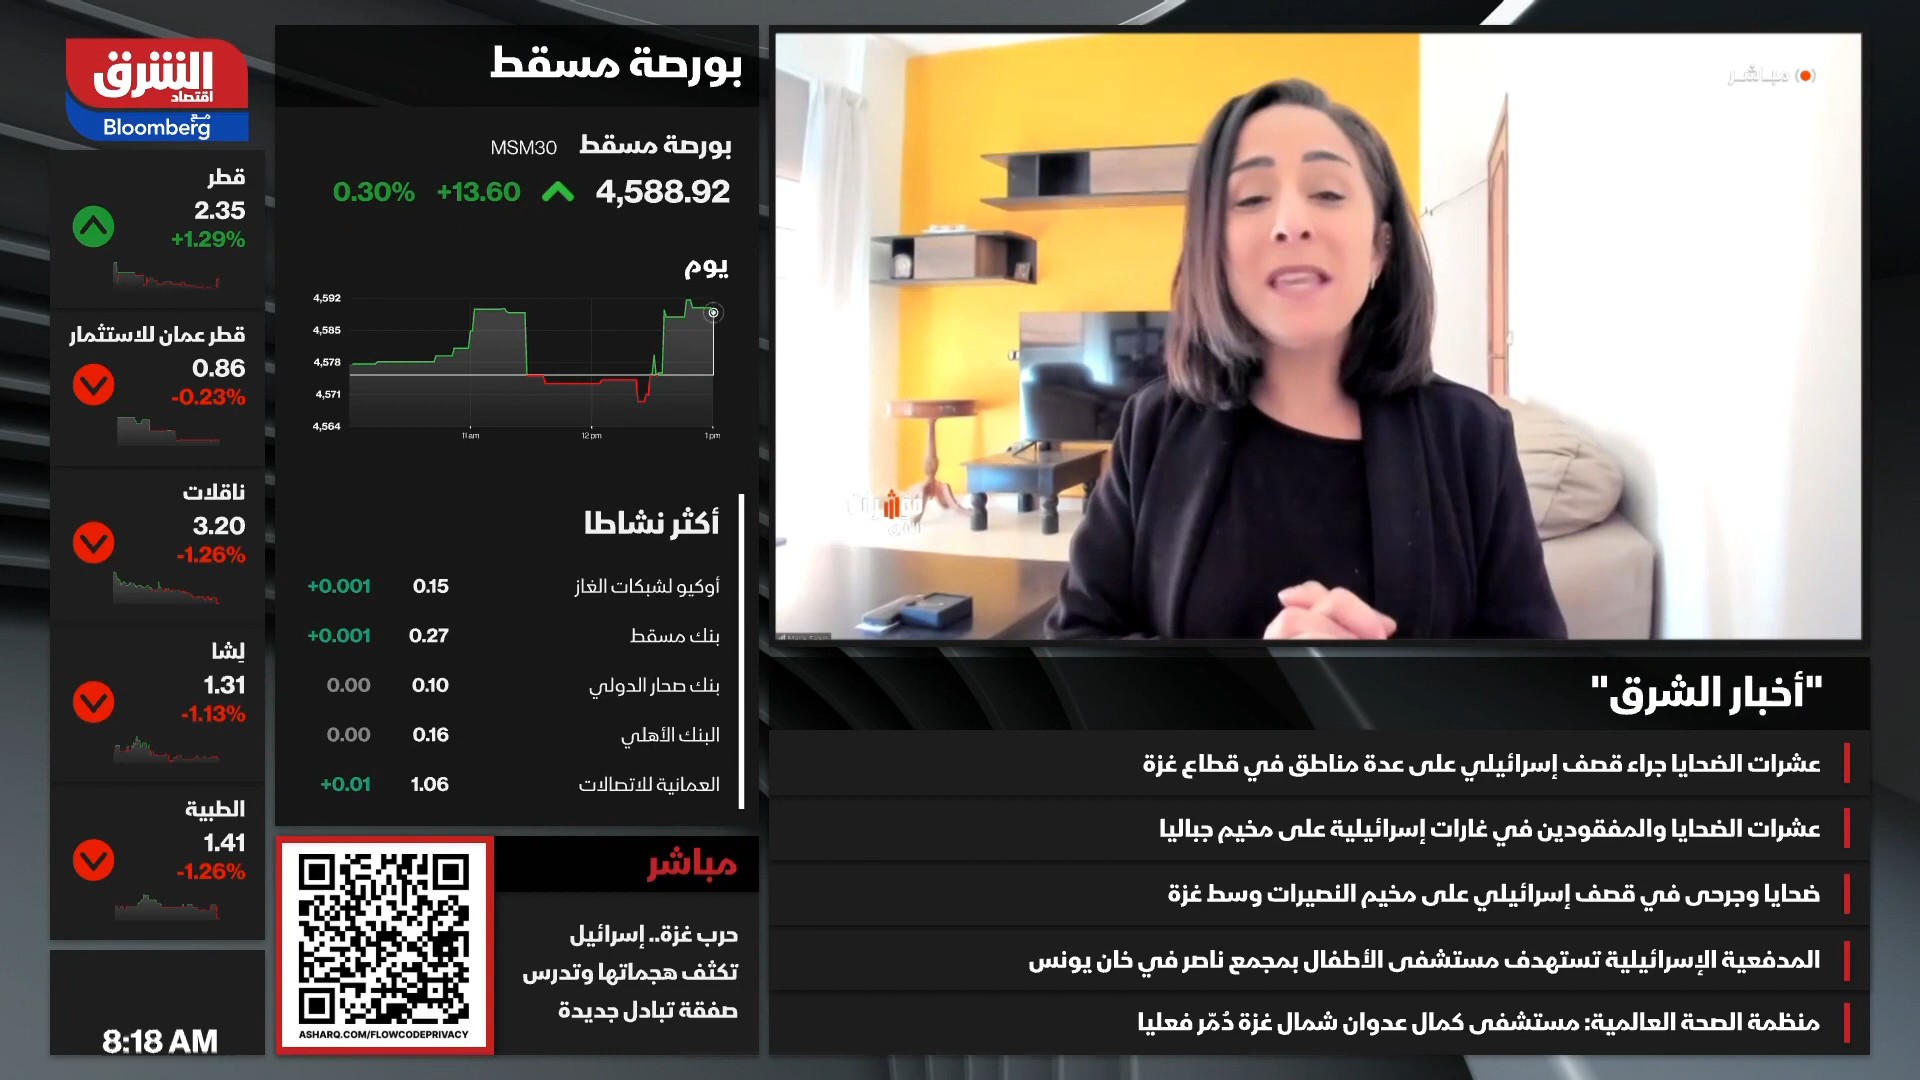 الشرق
اقتصاد
مع
Bloomberg
قطر
2.35
+1.29%
قطر عمان للاستثمار
0.86
-0.23%
ناقلات
3.20
-1.26%
لِشا
1.31
-1.13%
الطبية
1.41
-1.26%
8:18 AM
بورصة مسقط
بورصة مسقط MSM30
4,588.92 +13.60 0.30%
يوم
4,592
4,585
4,578
4,571
4,564
11 am 12 pm 1 pm
أكثر نشاطا
أوكيو لشبكات الغاز 0.15 +0.001
بنك مسقط 0.27 +0.001
بنك صحار الدولي 0.10 0.00
البنك الأهلي 0.16 0.00
العمانية للاتصالات 1.06 +0.01
ASHARQ.COM/FLOWCODEPRIVACY
مباشر
حرب غزة.. إسرائيل
تكثف هجماتها وتدرس
صفقة تبادل جديدة
مباشر
"أخبار الشرق"
عشرات الضحايا جراء قصف إسرائيلي على عدة مناطق في قطاع غزة
عشرات الضحايا والمفقودين في غارات إسرائيلية على مخيم جباليا
ضحايا وجرحى في قصف إسرائيلي على مخيم النصيرات وسط غزة
المدفعية الإسرائيلية تستهدف مستشفى الأطفال بمجمع ناصر في خان يونس
منظمة الصحة العالمية: مستشفى كمال عدوان شمال غزة دُمّر فعليا